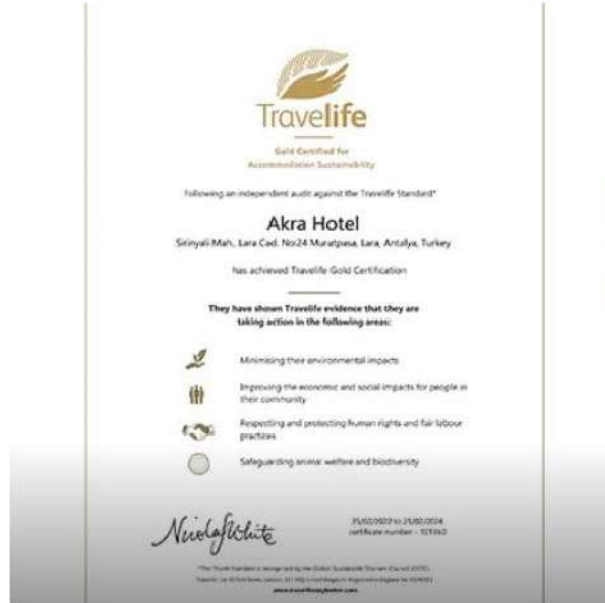 Travelife
Gold Certified for
Accommodation Sustainability
Following an independent audit against the Travelife Standard*
Akra Hotel
Sirinyali Mah, Lara Cad. No:24 Muratpasa, Lara, Antalya, Turkey
has achieved Travelife Gold Certification
They have shown Travelife evidence that they are
taking action in the following areas:
Minimising their environmental impacts
Improving the economic and social impacts for people in
their community
Respecting and protecting human rights and fair labour
practices
Safeguarding animal welfare and biodiversity
certificate number -